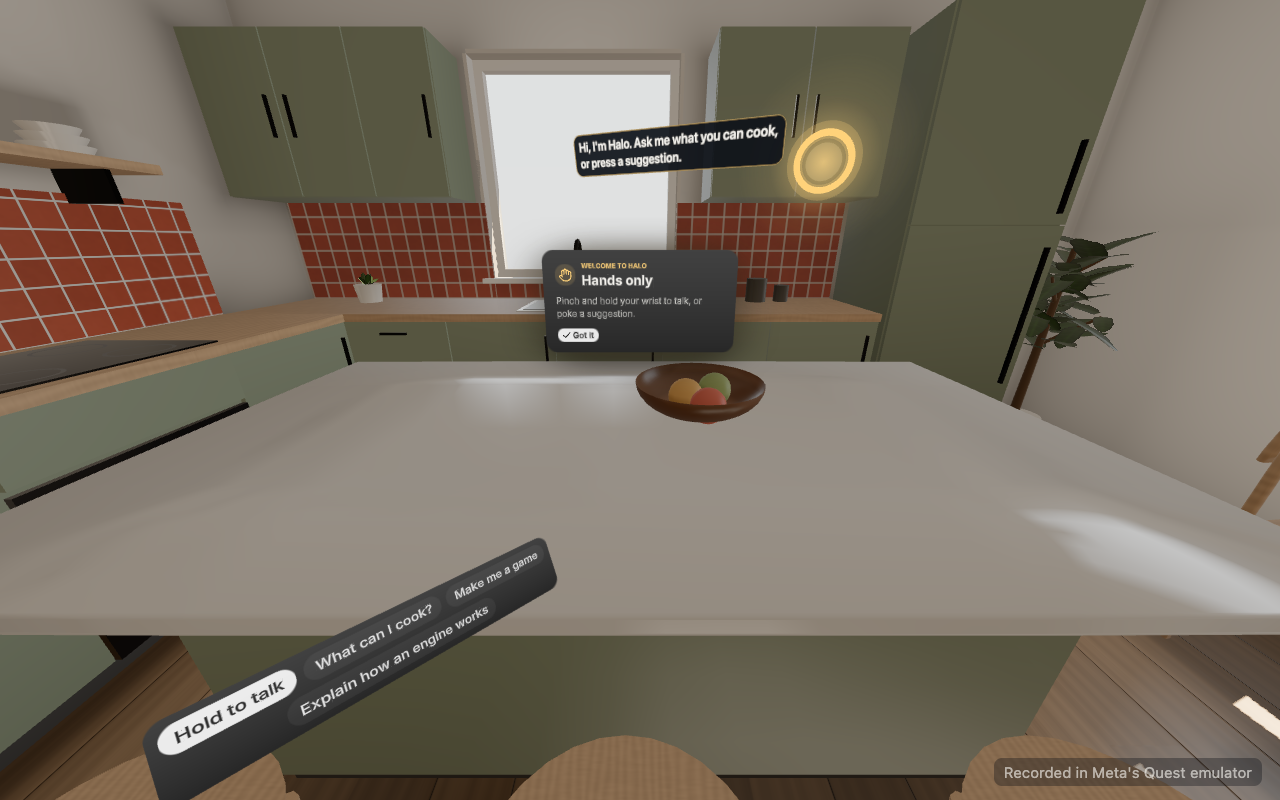 Hi, I'm Halo. Ask me what you can cook,
or press a suggestion.
WELCOME TO HALO
Hands only
Pinch and hold your wrist to talk, or
poke a suggestion.
Got it
Hold to talk
What can I cook?
Make me a game
Explain how an engine works
Recorded in Meta's Quest emulator